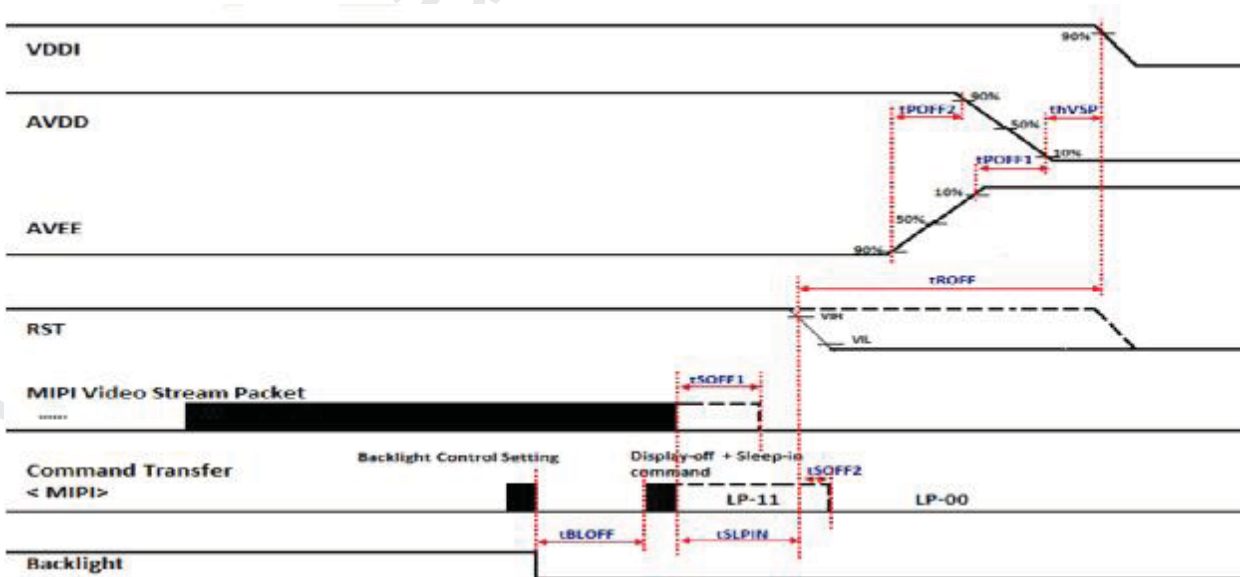 VDDI
90%
AVDD
tPOFF2
90%
thVSP
50%
10%
tPOFF1
AVEE
10%
50%
90%
tROFF
RST
VIH
VIL
MIPI Video Stream Packet
......
tSOFF1
Command Transfer
< MIPI>
Backlight Control Setting
Display-off + Sleep-in
command
tSOFF2
LP-11
LP-00
tBLOFF
tSLPIN
Backlight